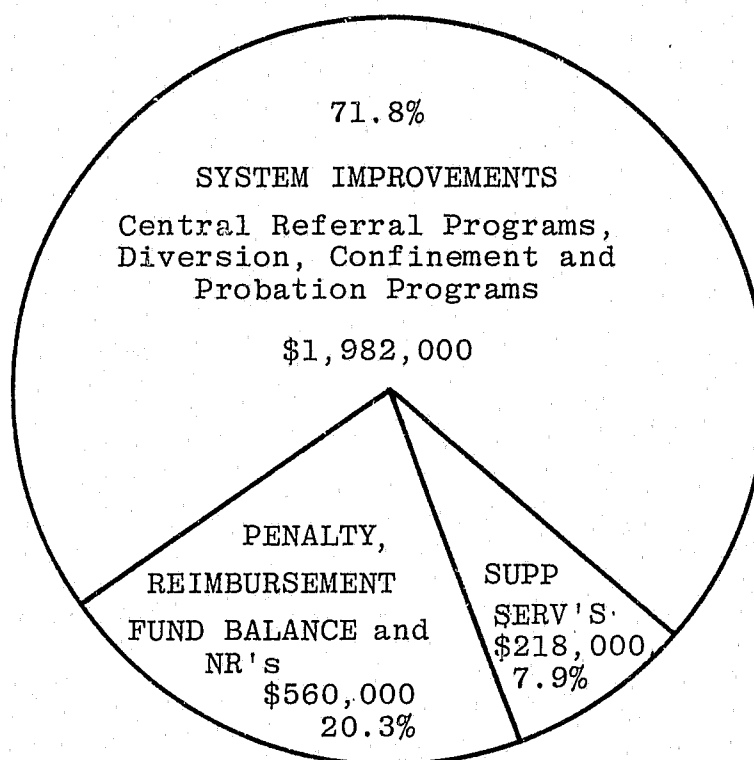 71.8%
SYSTEM IMPROVEMENTS
Central Referral Programs,
Diversion, Confinement and
Probation Programs
$1,982,000
PENALTY,
REIMBURSEMENT
FUND BALANCE and
NR's
$560,000
20.3%
SUPP
SERV'S
$218,000
7.9%